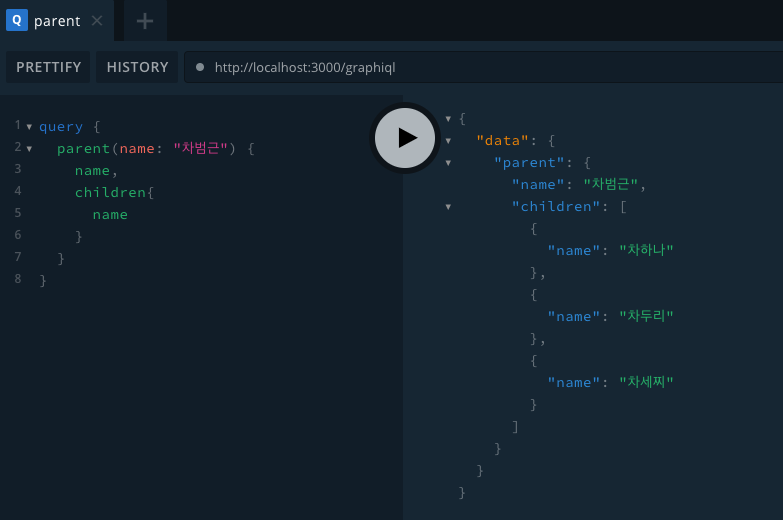 Q parent ×
+
PRETTIFY HISTORY http://localhost:3000/graphiql
1 query {
2 parent(name: "차범근") {
3 name,
4 children{
5 name
6 }
7 }
8 }
{
"data": {
"parent": {
"name": "차범근",
"children": [
{
"name": "차하나"
},
{
"name": "차두리"
},
{
"name": "차세찌"
}
]
}
}
}